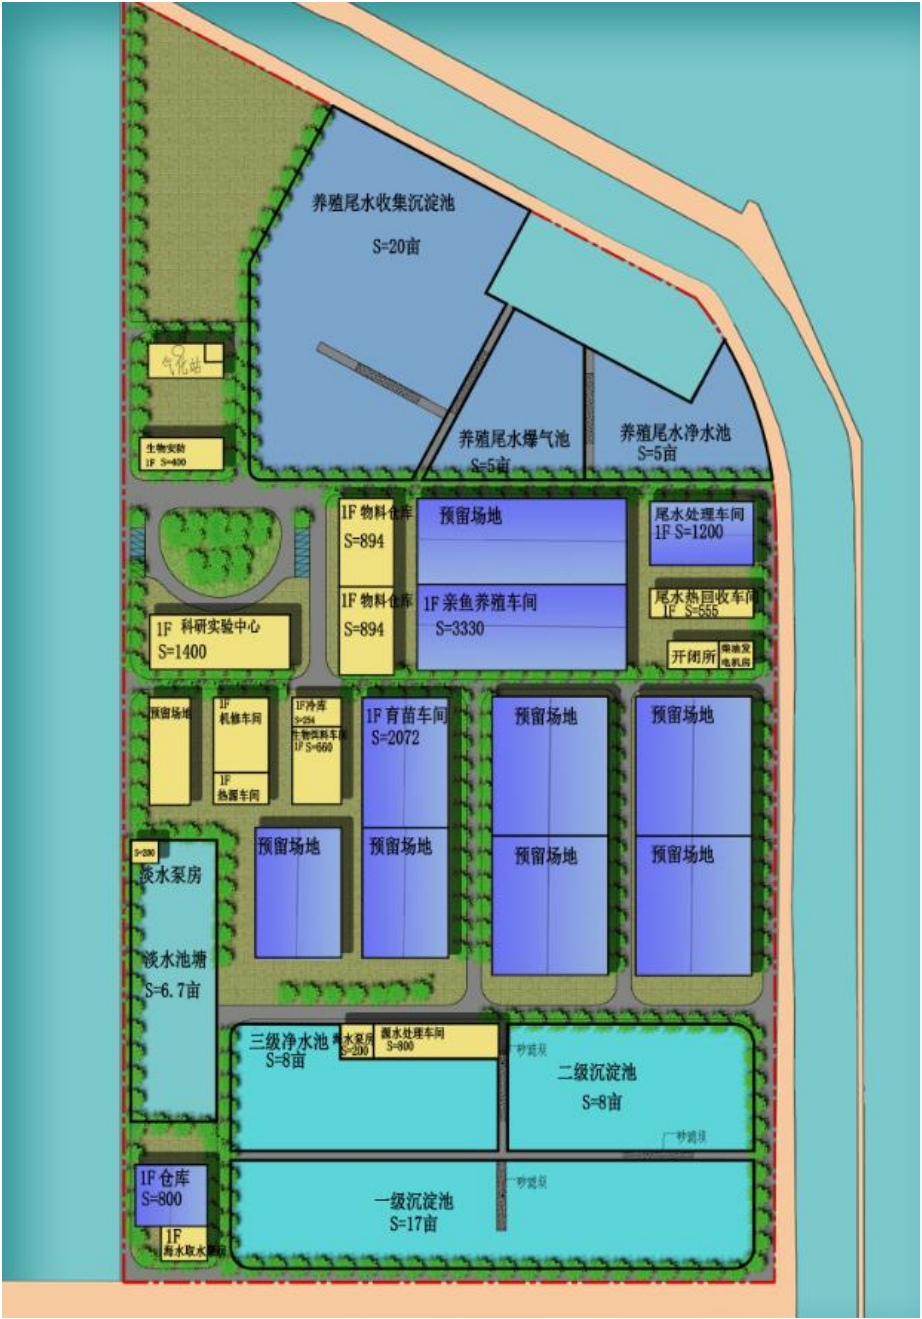 养殖尾水收集沉淀池
S=20亩
气化站
养殖尾水爆气池
S=5亩
养殖尾水净水池
S=5亩
生物安防
1F S=400
1F 物料仓库
S=894
预留场地
尾水处理车间
1F S=1200
1F 物料仓库
S=894
1F 亲鱼养殖车间
S=3330
尾水热回收车间
1F S=555
1F 科研实验中心
S=1400
开闭所
柴油发
电机房
预留场地
1F
机修车间
1F冷库
S=264
生物饵料车间
1F S=660
1F
热源车间
1F 育苗车间
S=2072
预留场地
预留场地
预留场地
预留场地
预留场地
预留场地
S=200
淡水泵房
淡水池塘
S=6.7亩
三级净水池
S=8亩
水泵房
S=200
源水处理车间
S=800
砂滤坝
二级沉淀池
S=8亩
砂滤坝
1F 仓库
S=800
砂滤坝
一级沉淀池
S=17亩
1F
海水取水